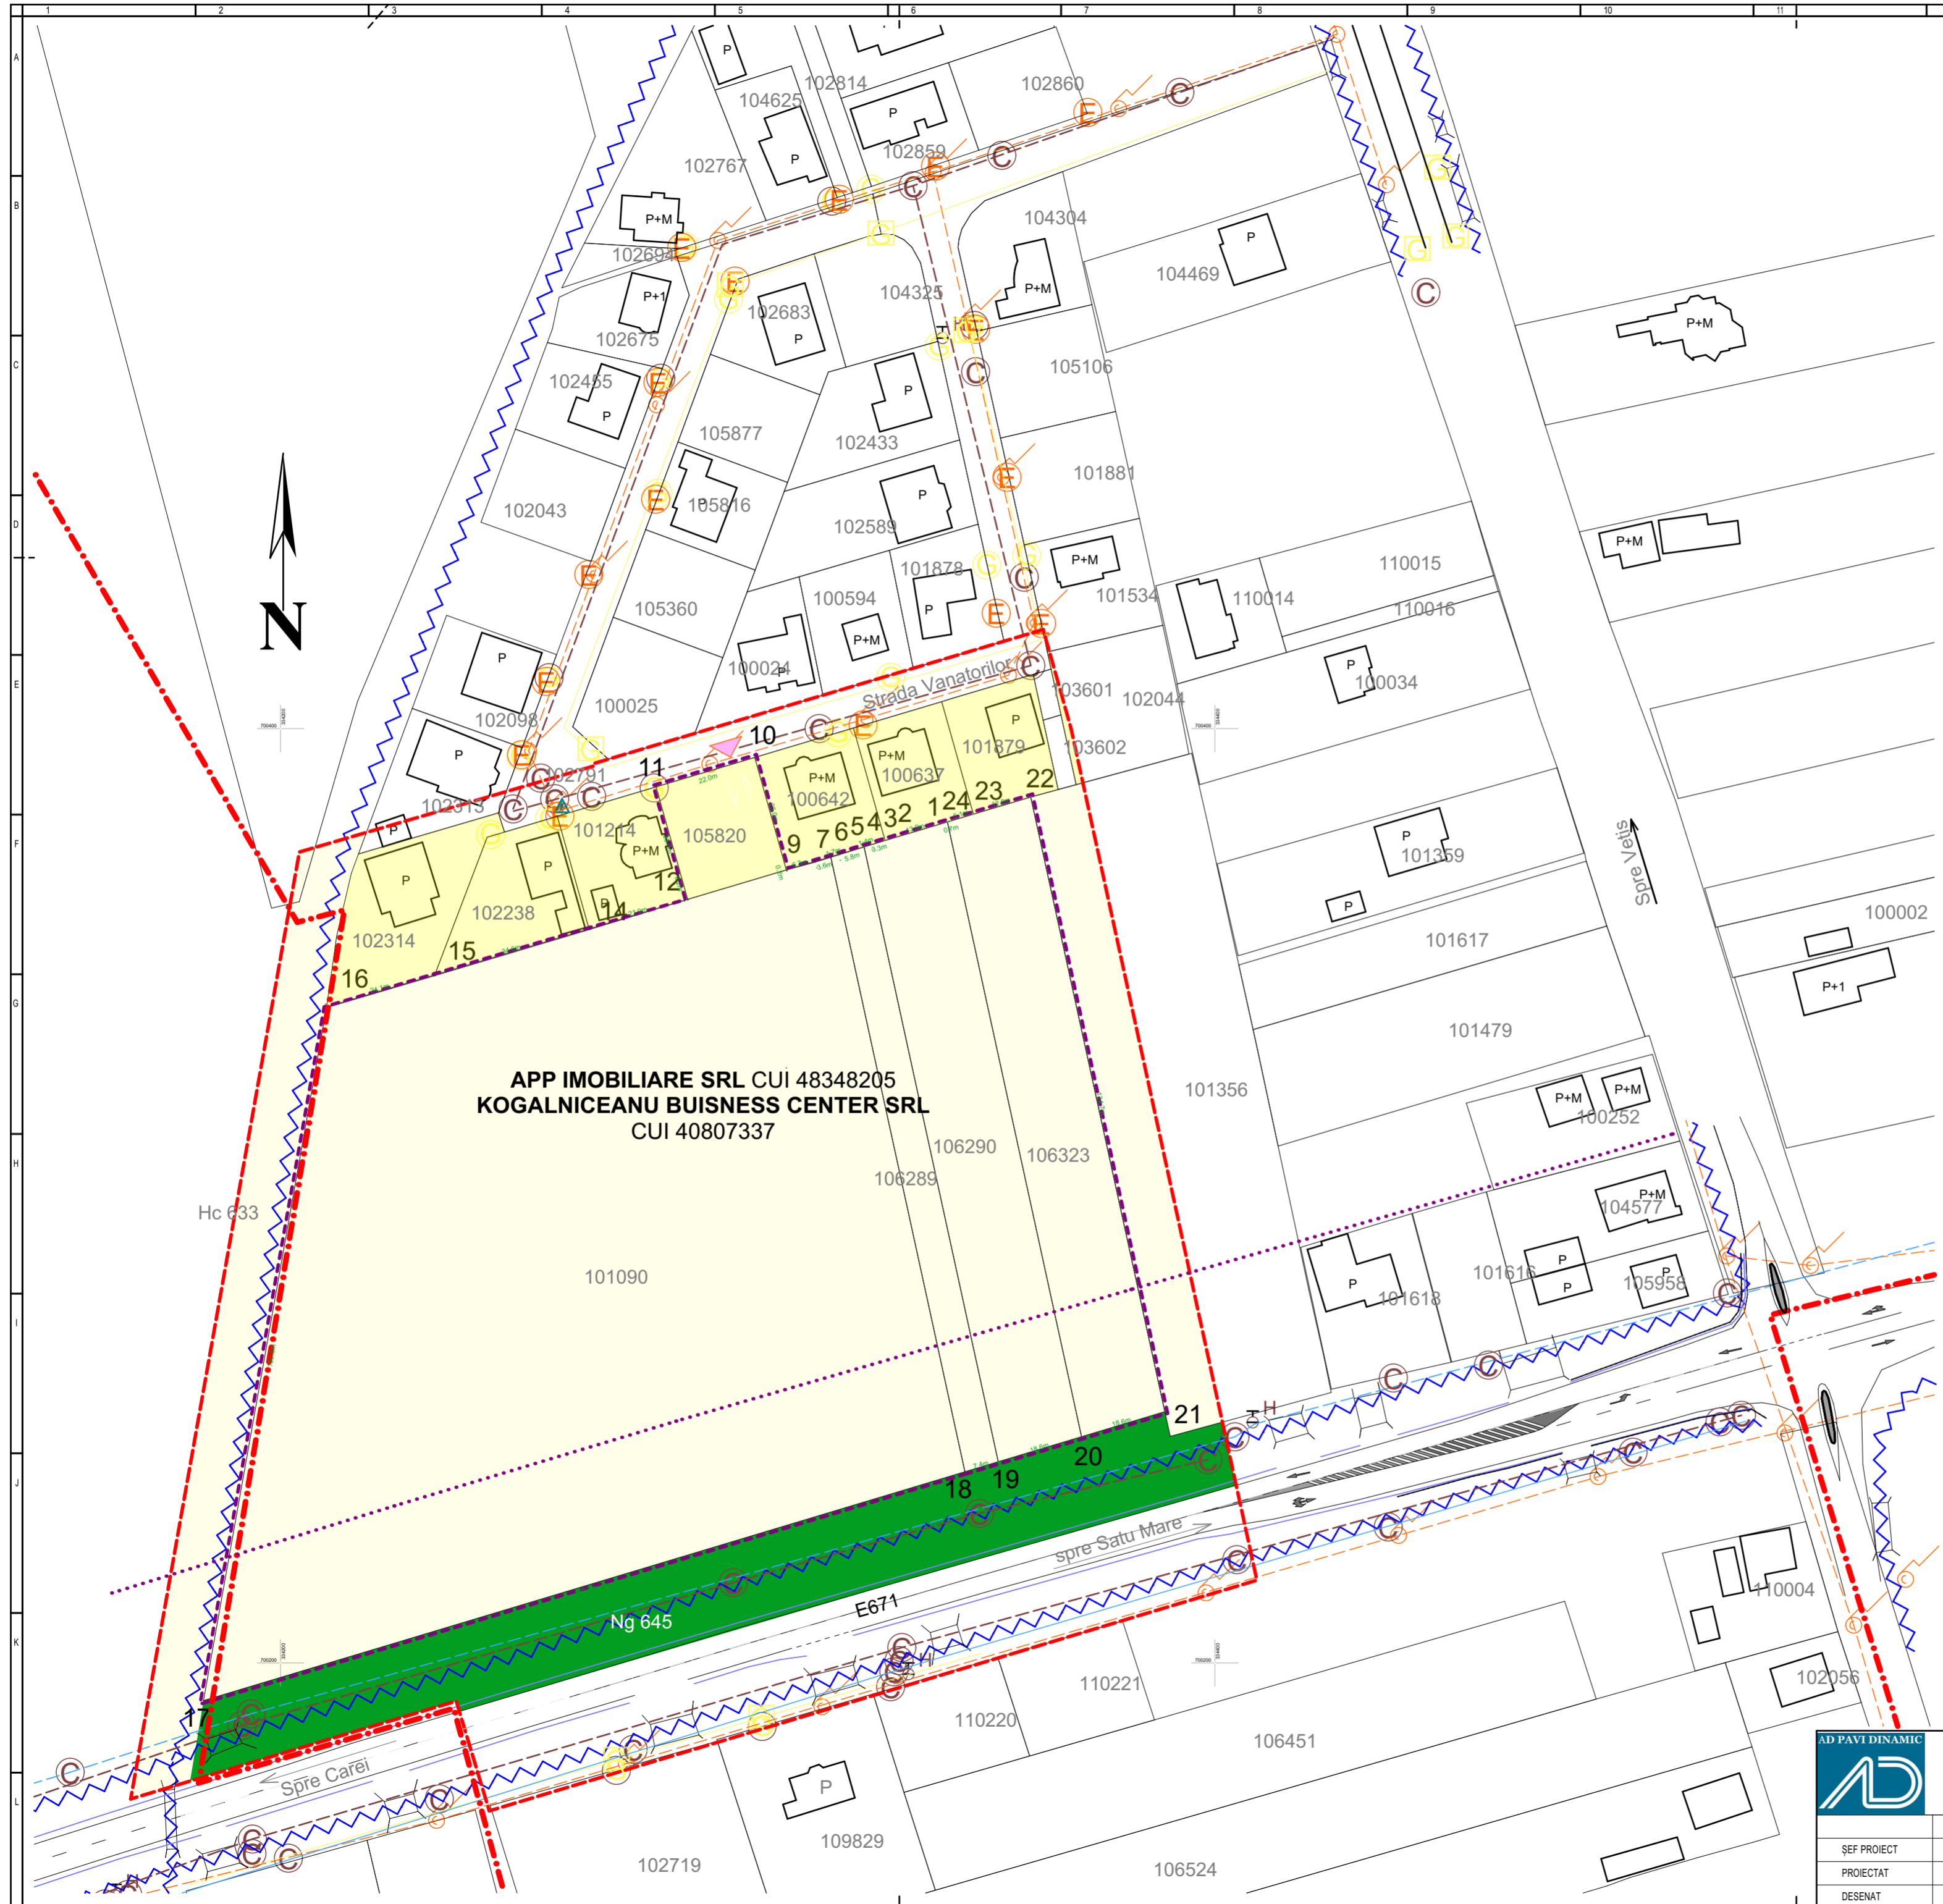 1 2 3 4 5 6 7 8 9 10 11
A
B
C
D
E
F
G
H
I
J
K
L
P
102814
102860
104625
P
P
102859
102767
P+M
102694
104304
P
104469
P+1
102683
P
104325
P+M
102675
P+M
102455
P
P
105106
105877
102433
101881
P
105816
P
102589
102043
P+M
P+M
101878
110015
100594
P
101534
110014
110016
105360
P+M
N
P
100024
P
P
100034
Strada Vanatorilor
103601
102044
100025
102098
P
P
101879
103602
10
P+M
102791
11
P+M
100637
22
100642
23
24
1
102313
P
101214
105820
2
3
4
5
6
7
9
P+M
P
101359
P
P
12
Spre Vetis
P
14
102238
102314
15
16
100002
101617
P+1
101479
APP IMOBILIARE SRL CUI 48348205
KOGALNICEANU BUISNESS CENTER SRL
CUI 40807337
101356
P+M
P+M
100252
106290
106323
106289
P+M
104577
Hc 633
101090
P
101616
P
P
105958
P
101618
21
H
20
19
18
spre Satu Mare
E671
Ng 645
110004
110221
102056
17
110220
106451
Spre Carei
P
109829
102719
106524
AD PAVI DINAMIC
AD
ȘEF PROIECT
PROIECTAT
DESENAT